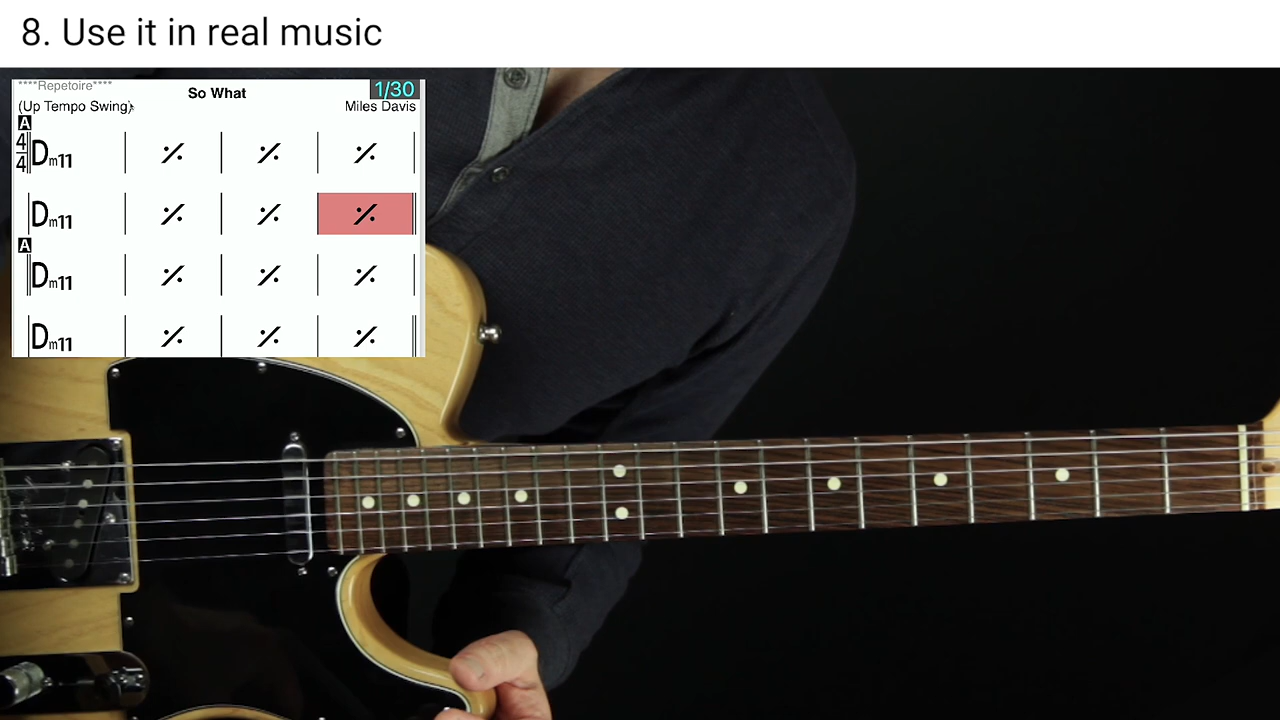 8. Use it in real music
****Repetoire****
1/30
So What
(Up Tempo Swing)
Miles Davis
A
4/4 Dm11 | 𝄎 | 𝄎 | 𝄎
Dm11 | 𝄎 | 𝄎 | 𝄎
A
Dm11 | 𝄎 | 𝄎 | 𝄎
Dm11 | 𝄎 | 𝄎 | 𝄎